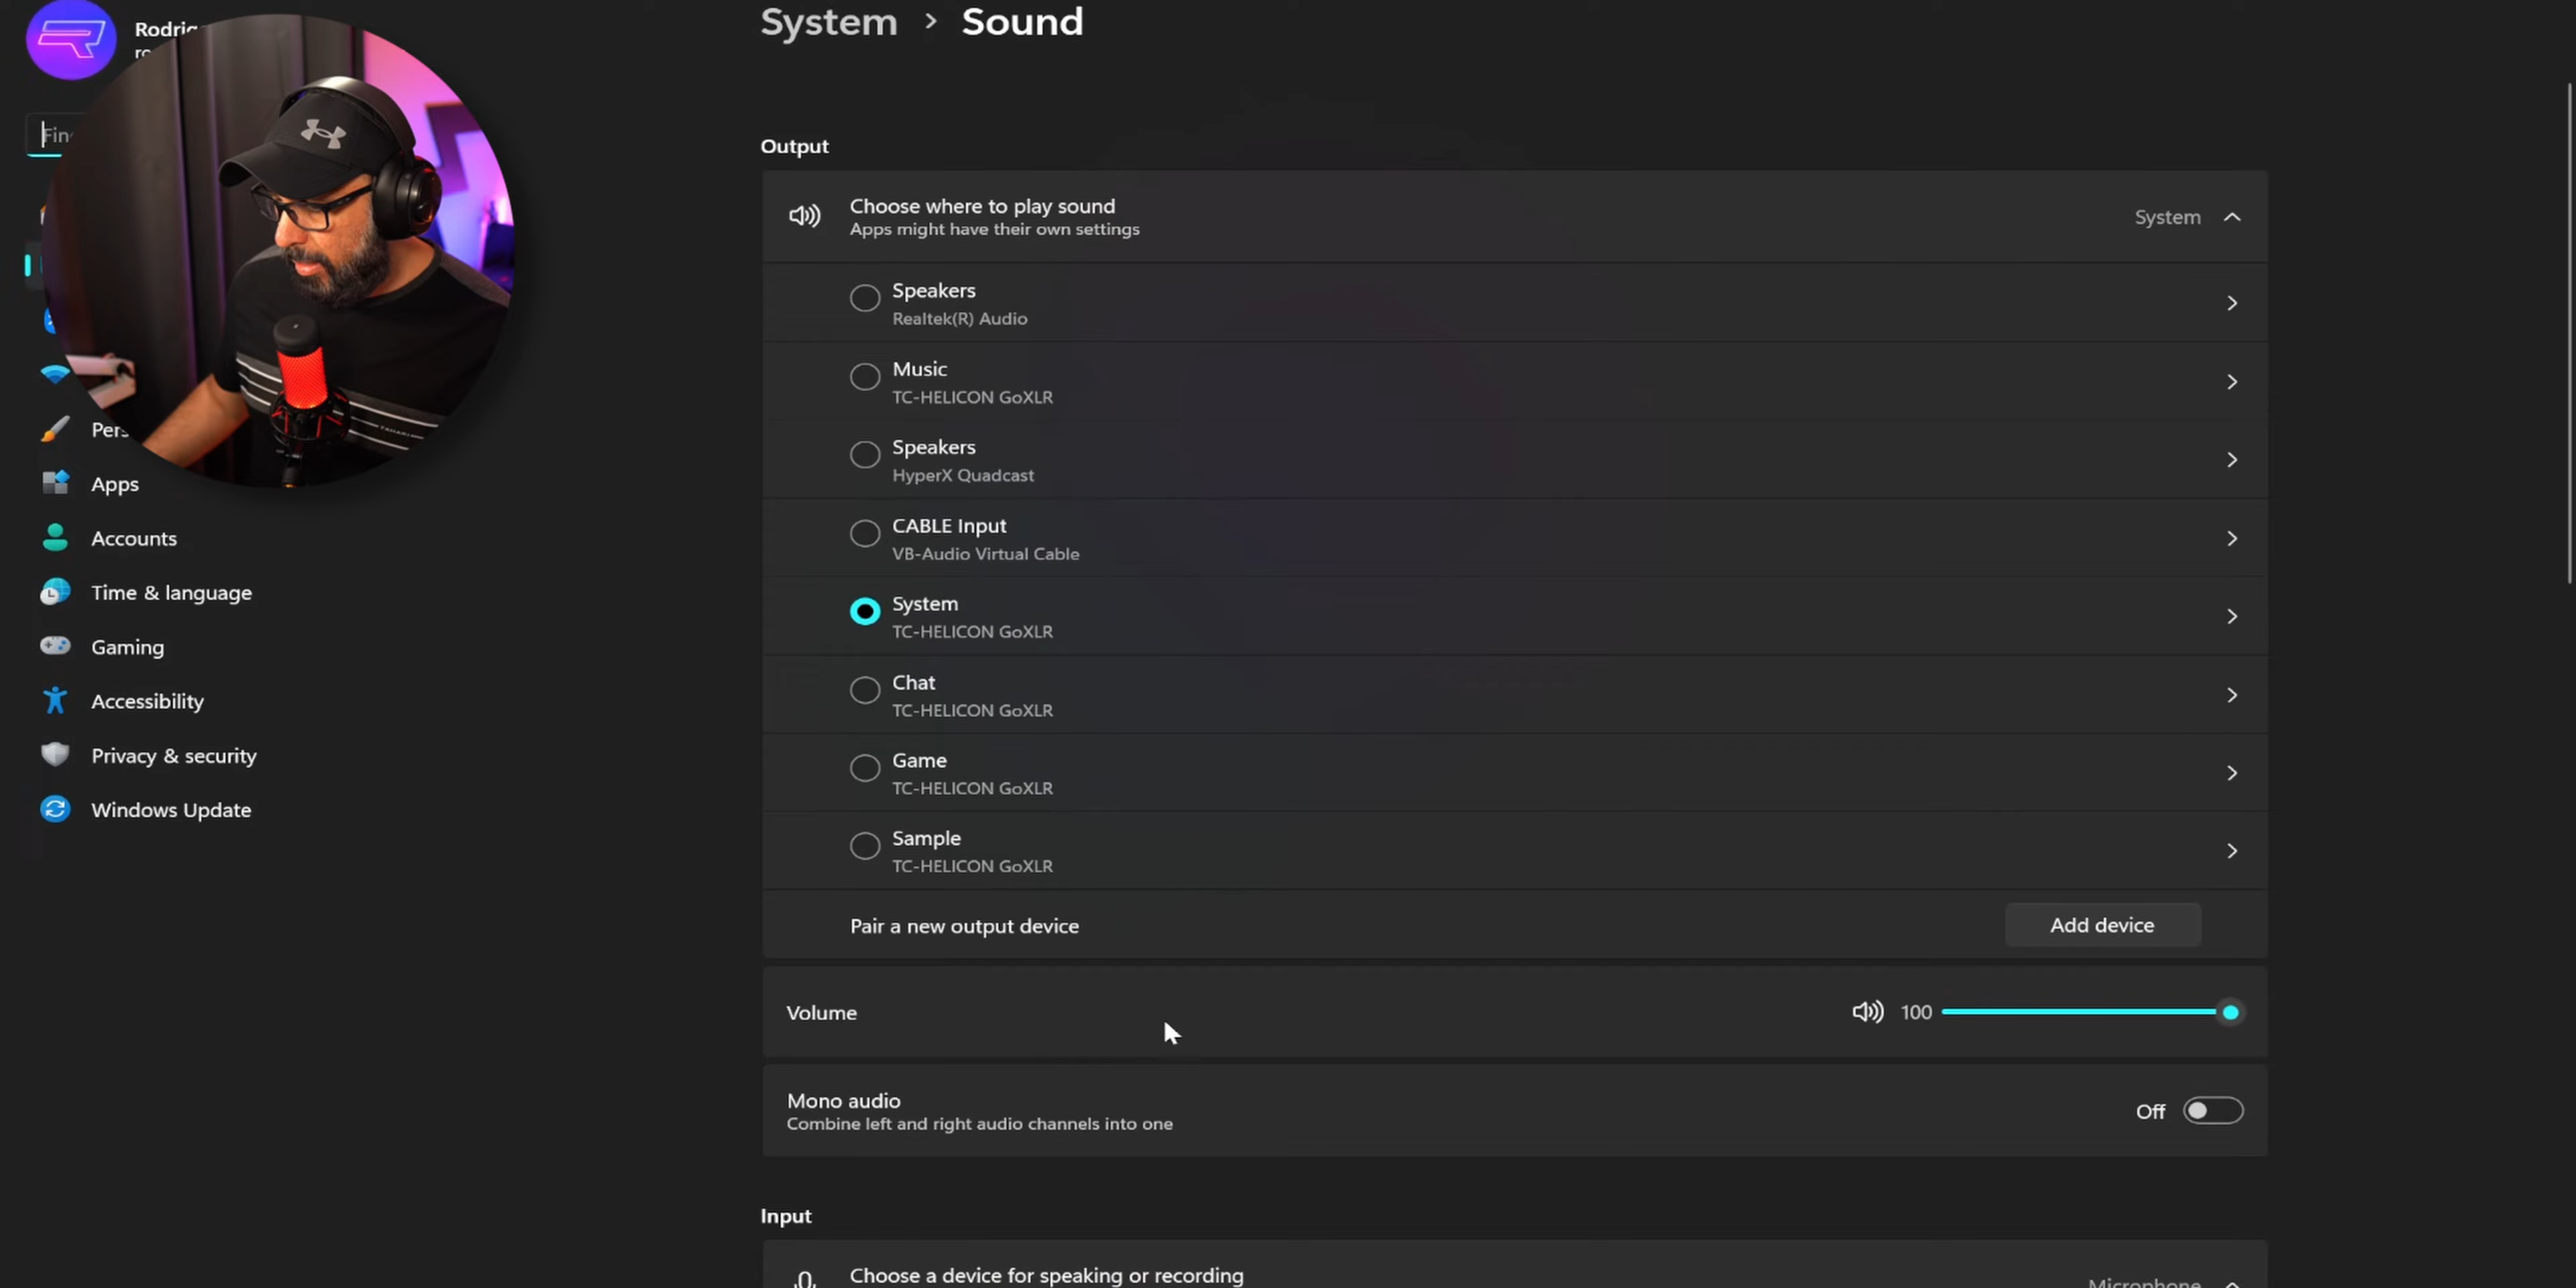 System > Sound
Output
Choose where to play sound
Apps might have their own settings
System
Speakers
Realtek(R) Audio
Music
TC-HELICON GoXLR
Speakers
HyperX Quadcast
CABLE Input
VB-Audio Virtual Cable
System
TC-HELICON GoXLR
Chat
TC-HELICON GoXLR
Game
TC-HELICON GoXLR
Sample
TC-HELICON GoXLR
Pair a new output device
Add device
Volume
100
Mono audio
Combine left and right audio channels into one
Off
Input
Choose a device for speaking or recording
Microphone
Apps
Accounts
Time & language
Gaming
Accessibility
Privacy & security
Windows Update